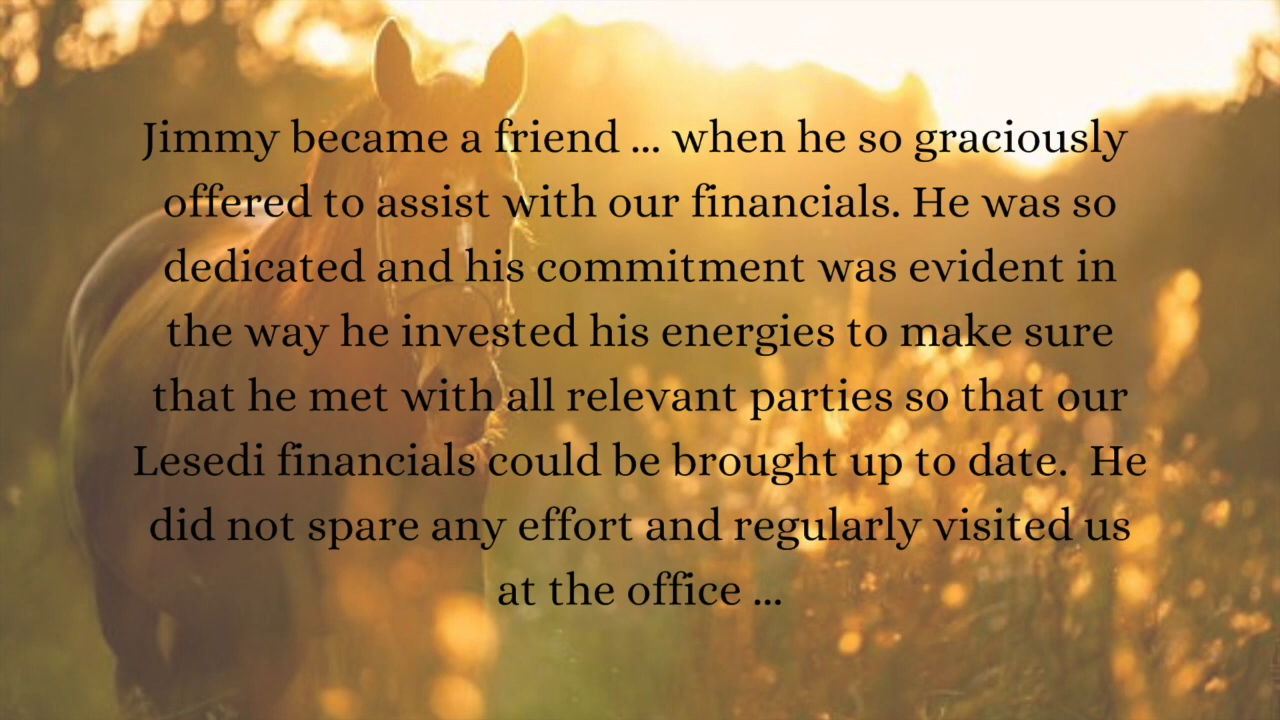 Jimmy became a friend ... when he so graciously
offered to assist with our financials. He was so
dedicated and his commitment was evident in
the way he invested his energies to make sure
that he met with all relevant parties so that our
Lesedi financials could be brought up to date.  He
did not spare any effort and regularly visited us
at the office ...